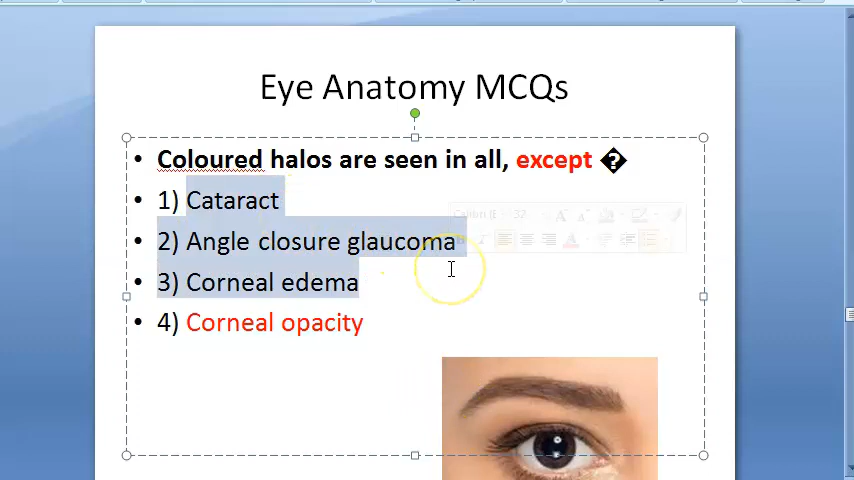 Eye Anatomy MCQs
• Coloured halos are seen in all, except �
• 1) Cataract
• 2) Angle closure glaucoma
• 3) Corneal edema
• 4) Corneal opacity